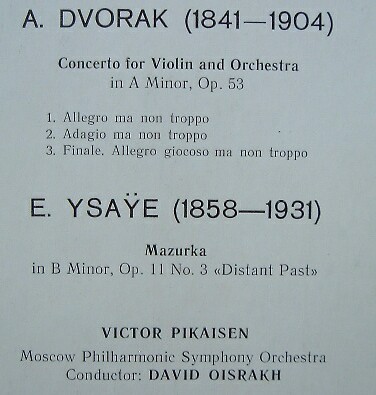 A. DVORAK (1841—1904)
Concerto for Violin and Orchestra
in A Minor, Op. 53
1. Allegro ma non troppo
2. Adagio ma non troppo
3. Finale. Allegro giocoso ma non troppo
E. YSAŸE (1858—1931)
Mazurka
in B Minor, Op. 11 No. 3 «Distant Past»
VICTOR PIKAISEN
Moscow Philharmonic Symphony Orchestra
Conductor: DAVID OISRAKH